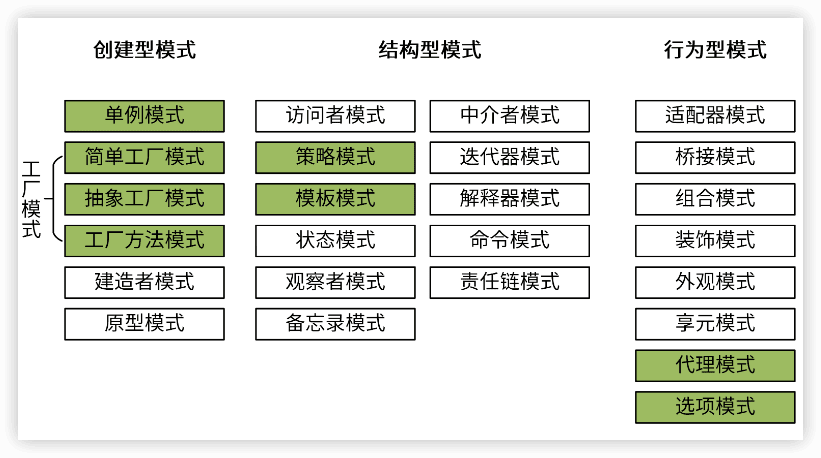 创建型模式
结构型模式
行为型模式
工厂模式
单例模式
简单工厂模式
抽象工厂模式
工厂方法模式
建造者模式
原型模式
访问者模式
策略模式
模板模式
状态模式
观察者模式
备忘录模式
中介者模式
迭代器模式
解释器模式
命令模式
责任链模式
适配器模式
桥接模式
组合模式
装饰模式
外观模式
享元模式
代理模式
选项模式